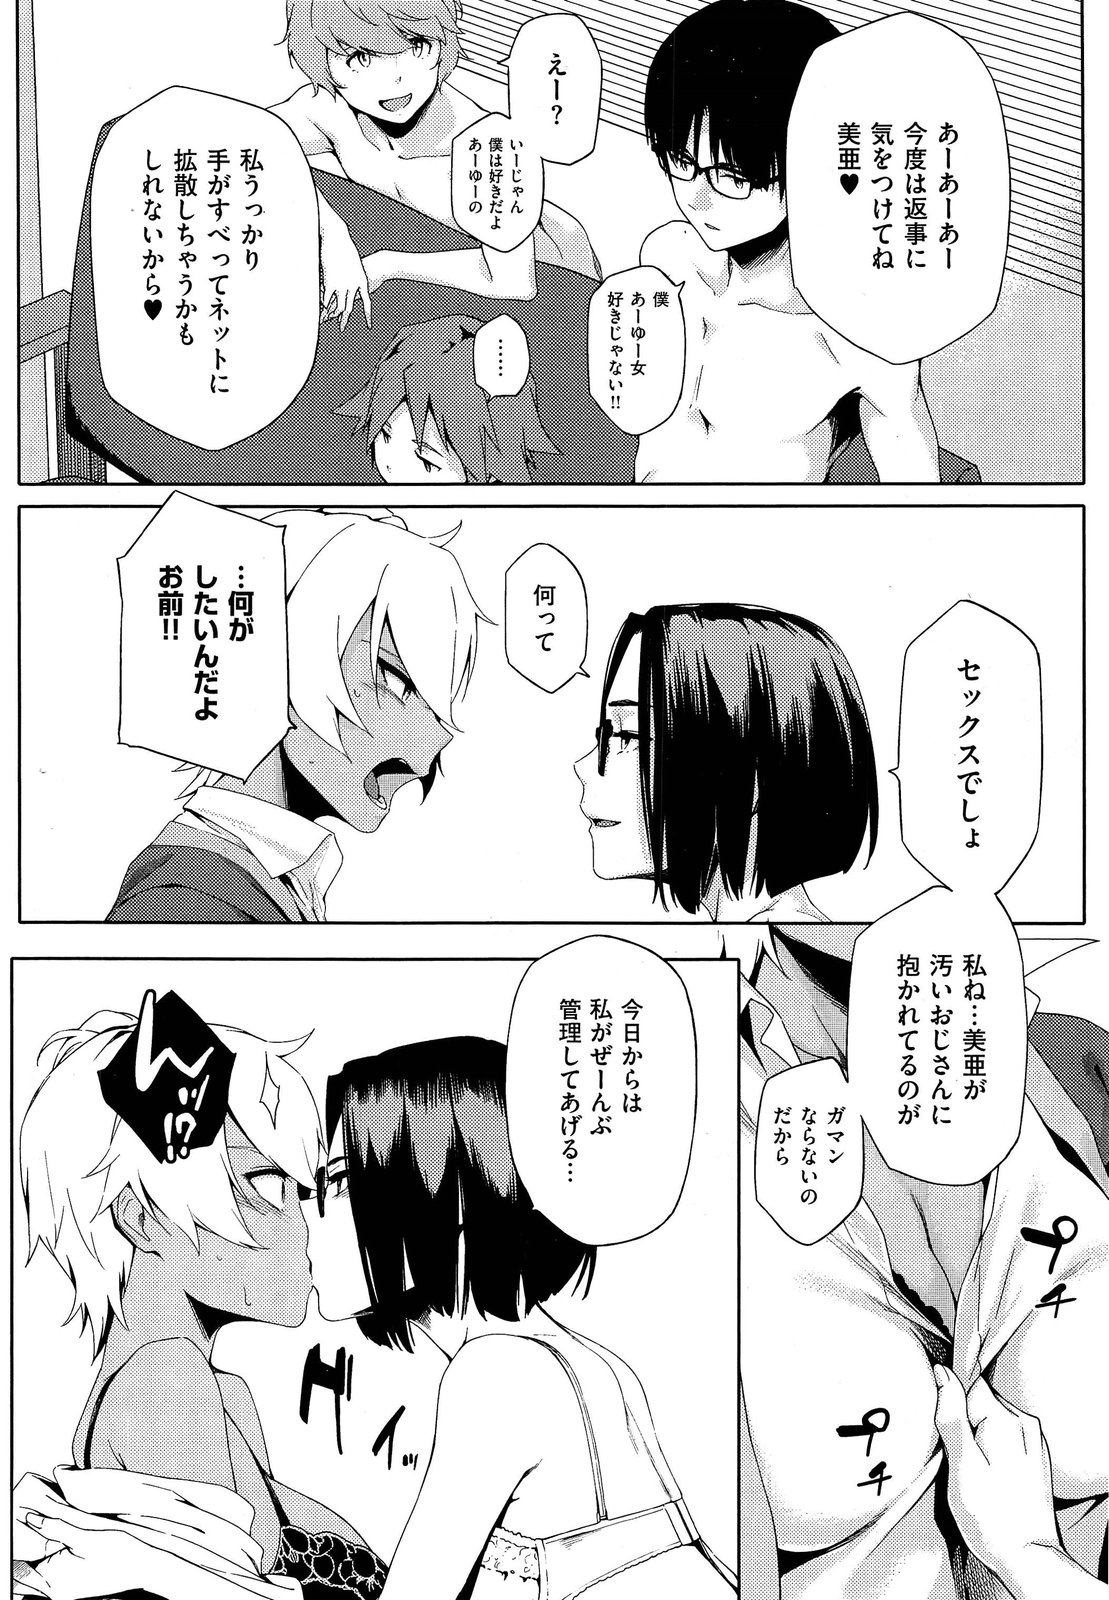 あーあーあー
今度は返事に
気をつけてね
美亜♥
えー？
いーじゃん
僕は好きだよ
あーゆーの
僕
あーゆー女
好きじゃない!!
……
私うっかり
手がすべってネットに
拡散しちゃうかも
しれないから♥
…何が
したいんだよ
お前!!
何って
セックスでしょ
私ね…美亜が
汚いおじさんに
抱かれてるのが
ガマン
ならないの
だから
プチ
プチ
今日からは
私がぜーんぶ
管理してあげる…
んッ!?
グイッ